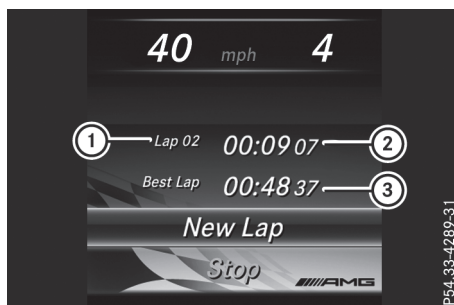 40 mph 4
1 Lap 02 00:09 07 2
Best Lap 00:48 37 3
New Lap
Stop
AMG
P54.33-4289-31